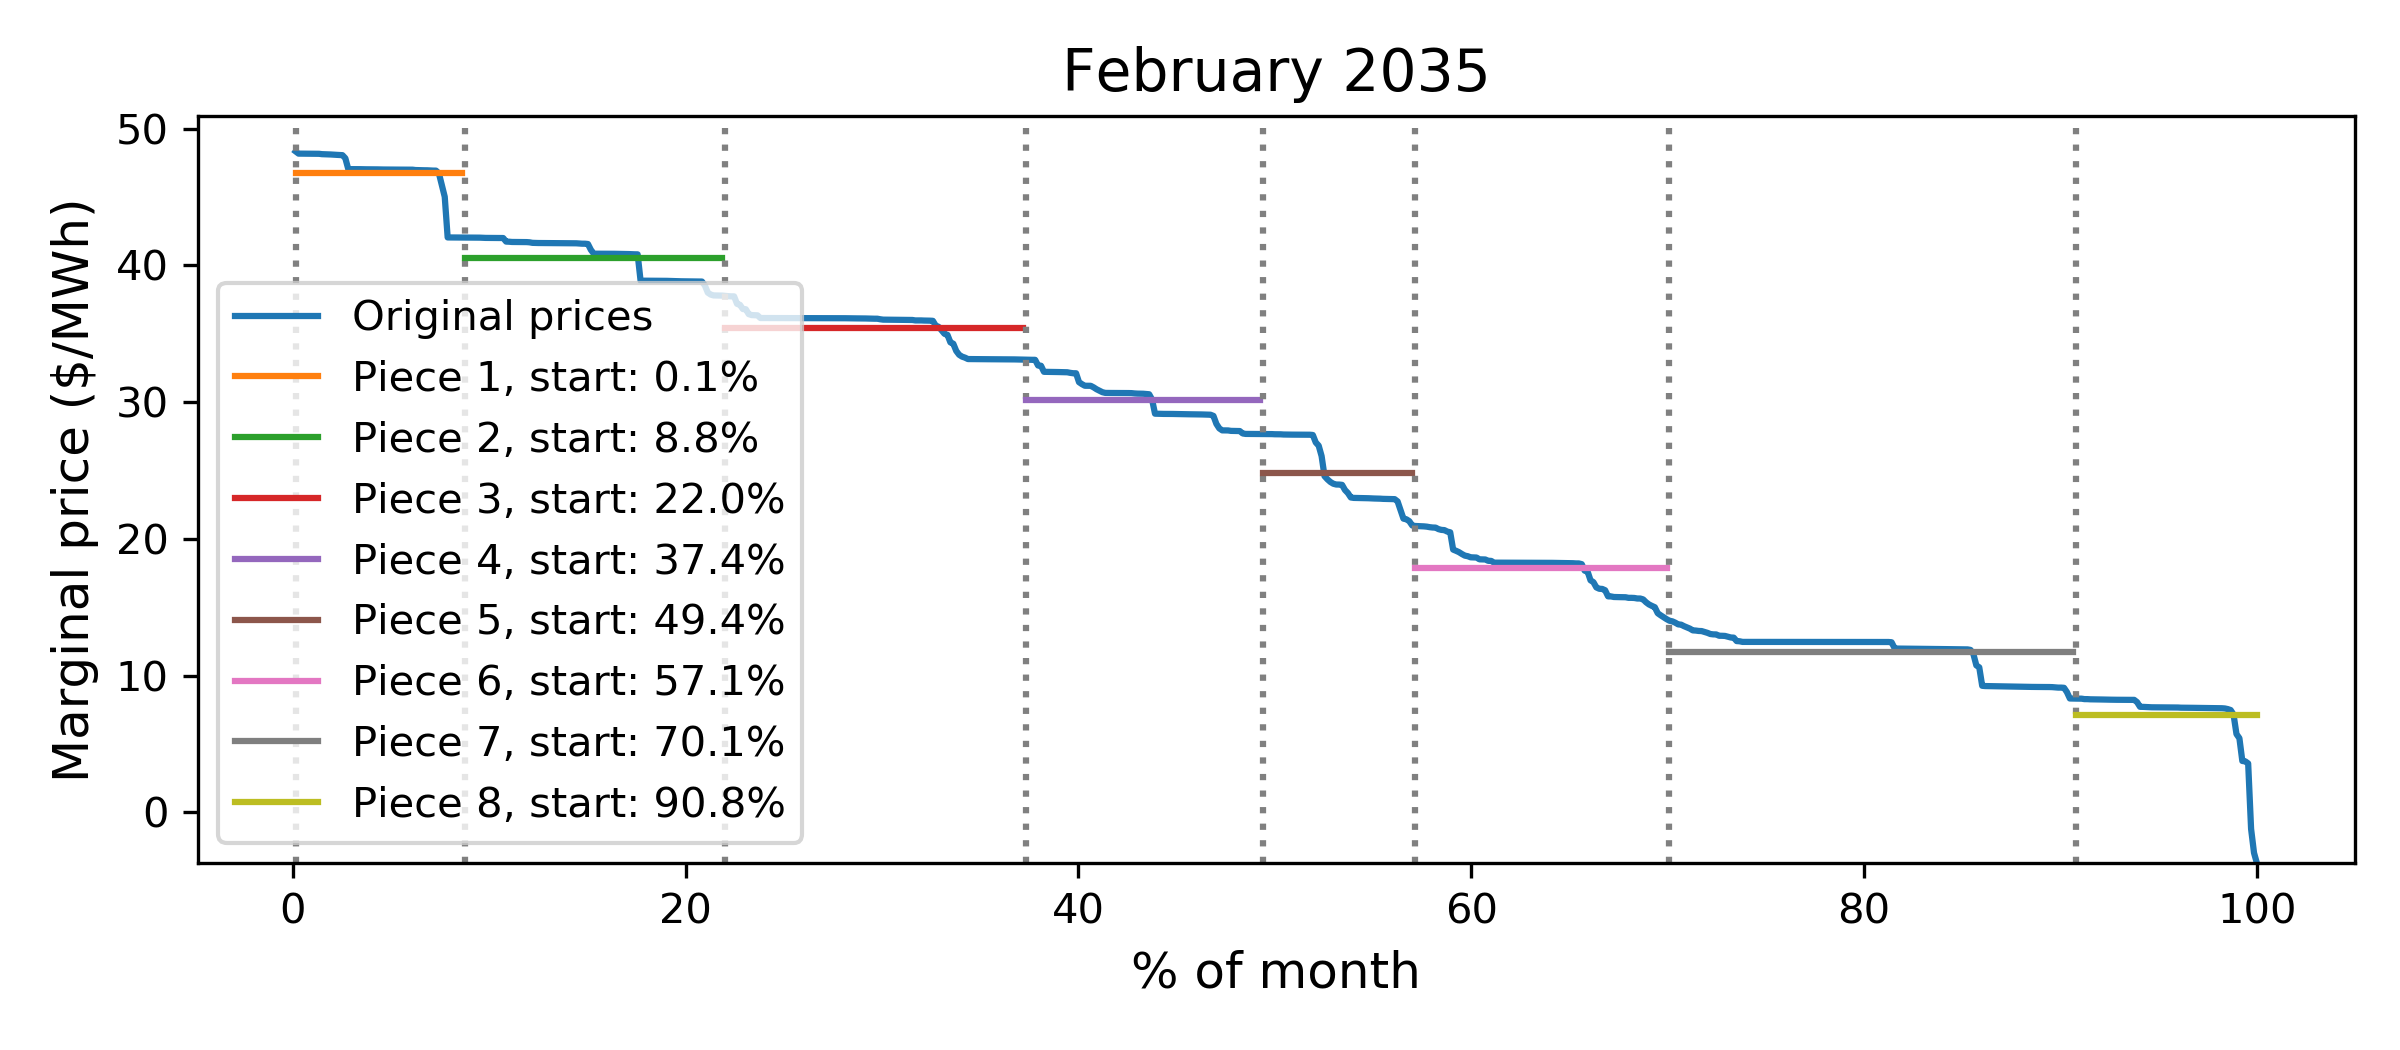 February 2035
Marginal price ($/MWh)
50
40
30
20
10
0
Original prices
Piece 1, start: 0.1%
Piece 2, start: 8.8%
Piece 3, start: 22.0%
Piece 4, start: 37.4%
Piece 5, start: 49.4%
Piece 6, start: 57.1%
Piece 7, start: 70.1%
Piece 8, start: 90.8%
0 20 40 60 80 100
% of month